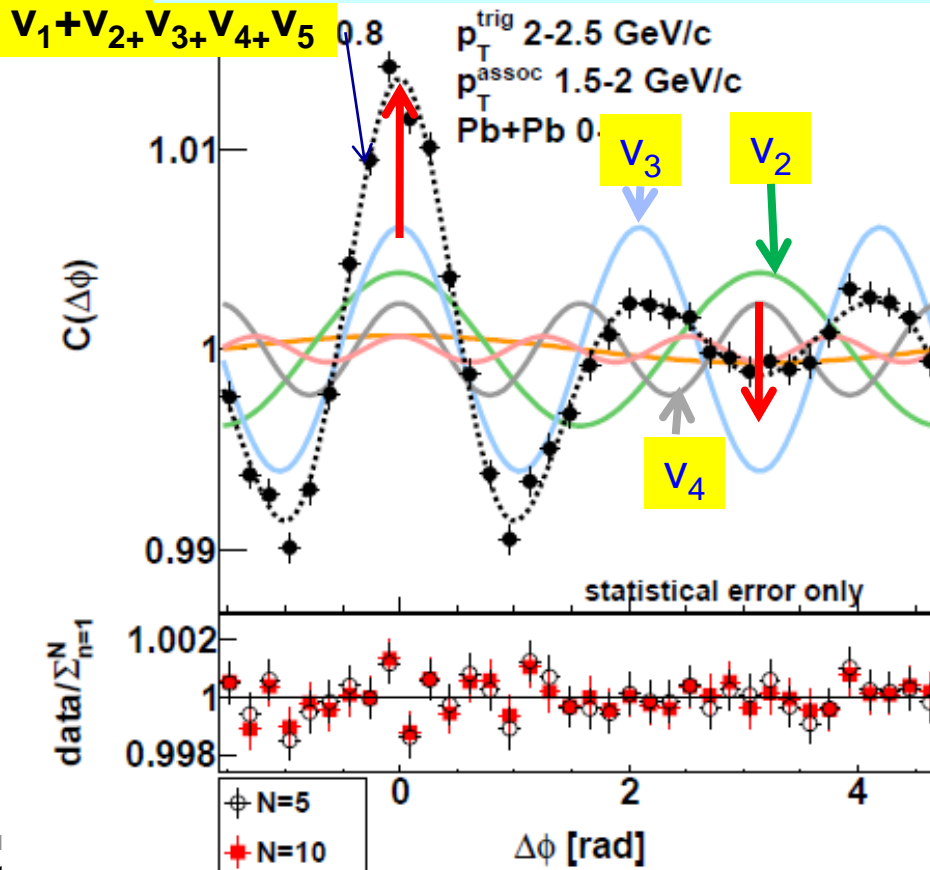 v₁+v₂₊v₃₊v₄₊v₅
0.8
p_T^trig 2-2.5 GeV/c
p_T^assoc 1.5-2 GeV/c
Pb+Pb 0-
v₃
v₂
1.01
C(Δϕ)
1
v₄
0.99
statistical error only
data/Σ^N_n=1
1.002
1
0.998
0 2 4
N=5
N=10
Δϕ [rad]